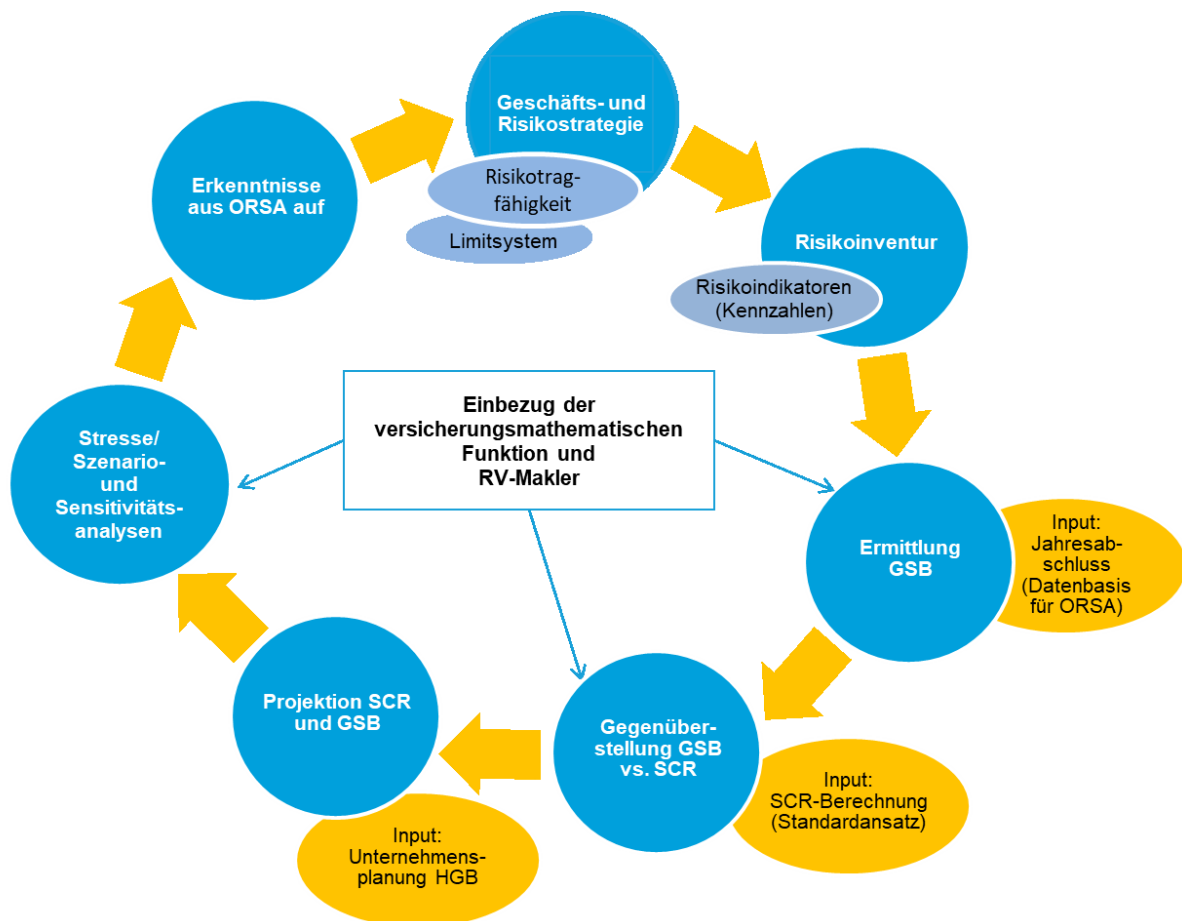 Geschäfts- und
Risikostrategie
Risikotrag-
fähigkeit
Limitsystem
Risikoinventur
Risikoindikatoren
(Kennzahlen)
Ermittlung
GSB
Input:
Jahresab-
schluss
(Datenbasis
für ORSA)
Gegenüber-
stellung GSB
vs. SCR
Input:
SCR-Berechnung
(Standardansatz)
Projektion SCR
und GSB
Input:
Unternehmens-
planung HGB
Stresse/
Szenario-
und
Sensitivitäts-
analysen
Erkenntnisse
aus ORSA auf
Einbezug der
versicherungsmathematischen
Funktion und
RV-Makler